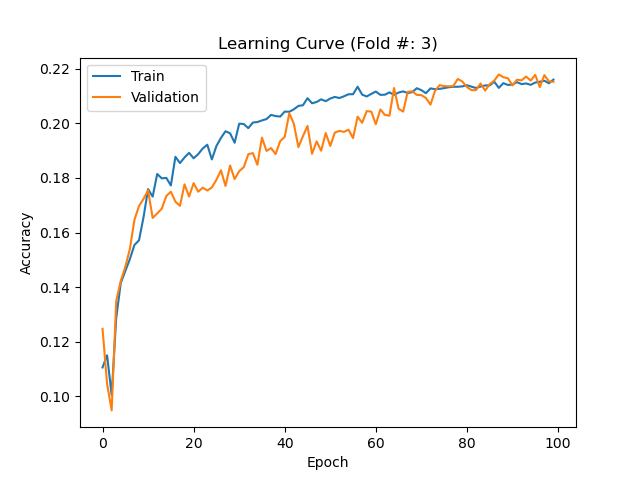 Learning Curve (Fold #: 3)
Train
Validation
0.22
0.20
0.18
0.16
0.14
0.12
0.10
Accuracy
0 20 40 60 80 100
Epoch